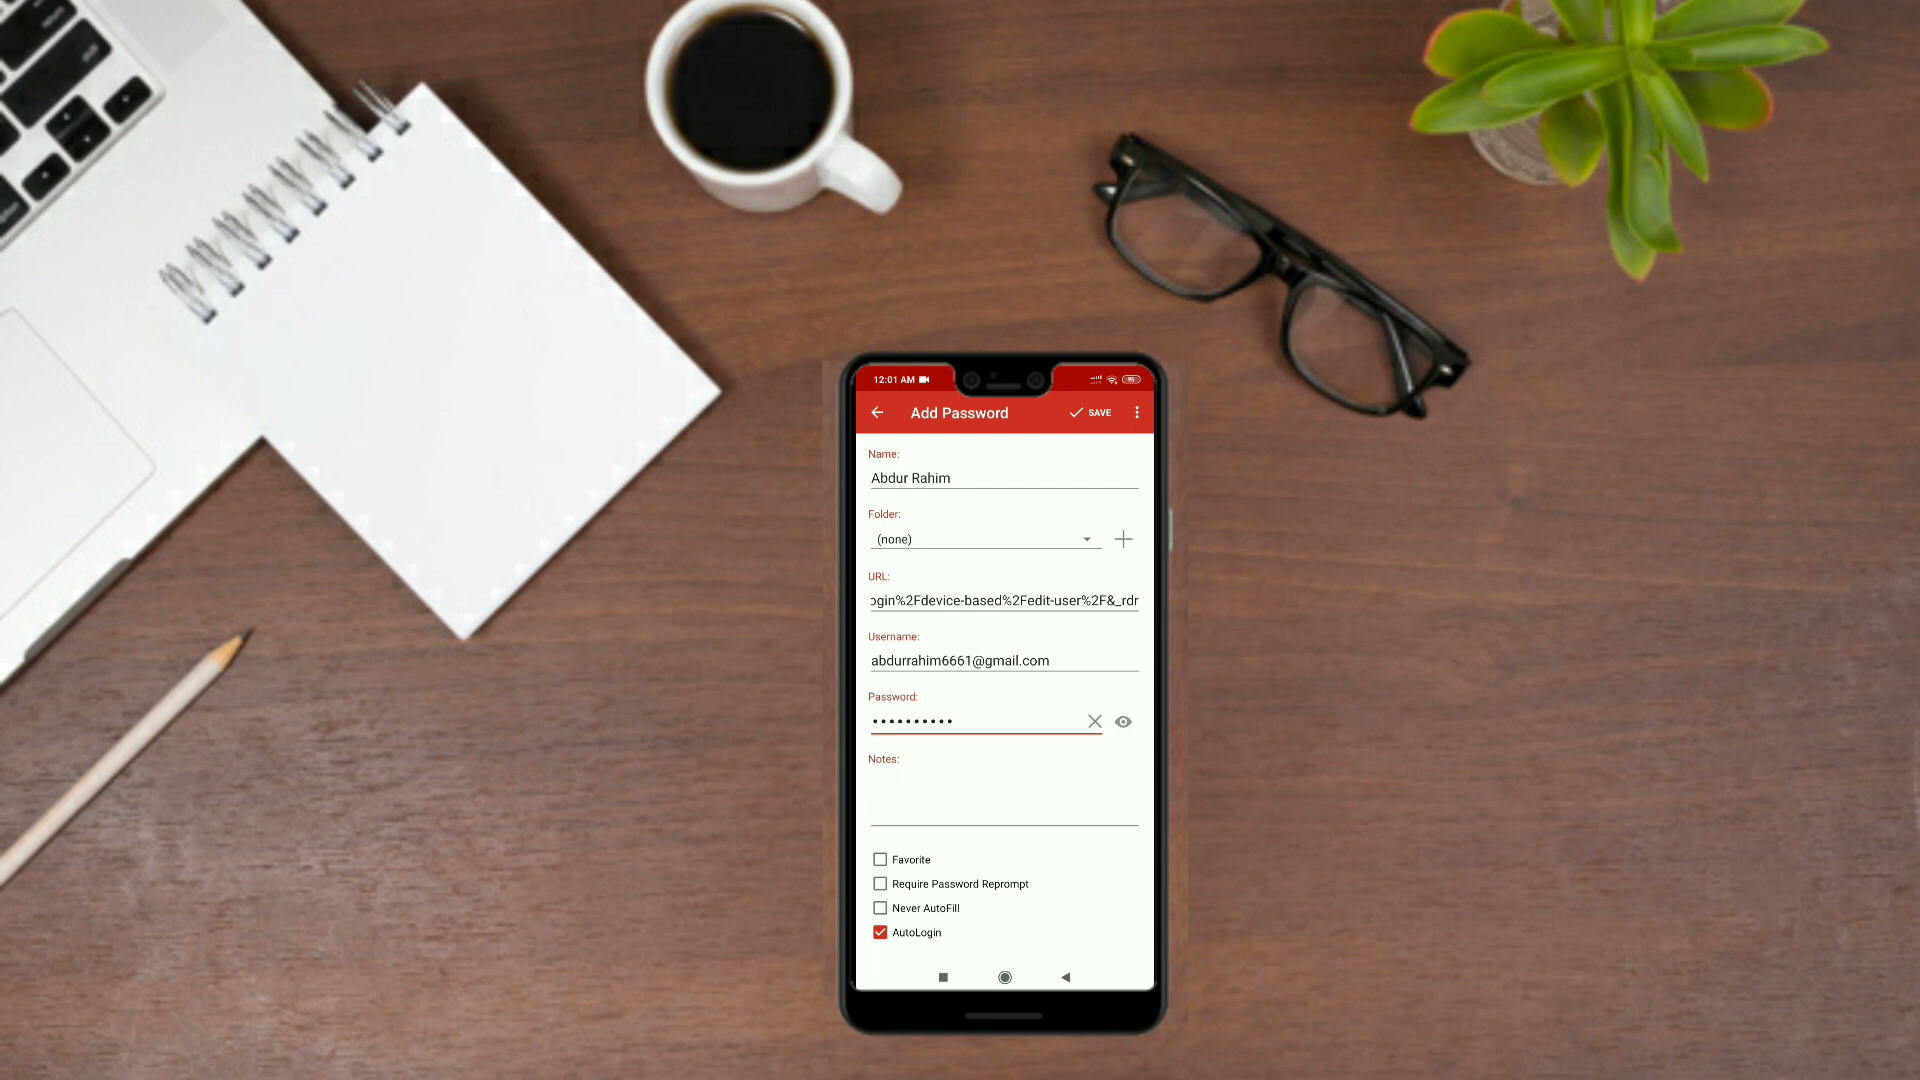 12:01 AM
95
Add Password
SAVE
Name:
Abdur Rahim
Folder:
(none)
URL:
ogin%2Fdevice-based%2Fedit-user%2F&_rdr
Username:
abdurrahim6661@gmail.com
Password:
••••••••••
Notes:
Favorite
Require Password Reprompt
Never AutoFill
AutoLogin